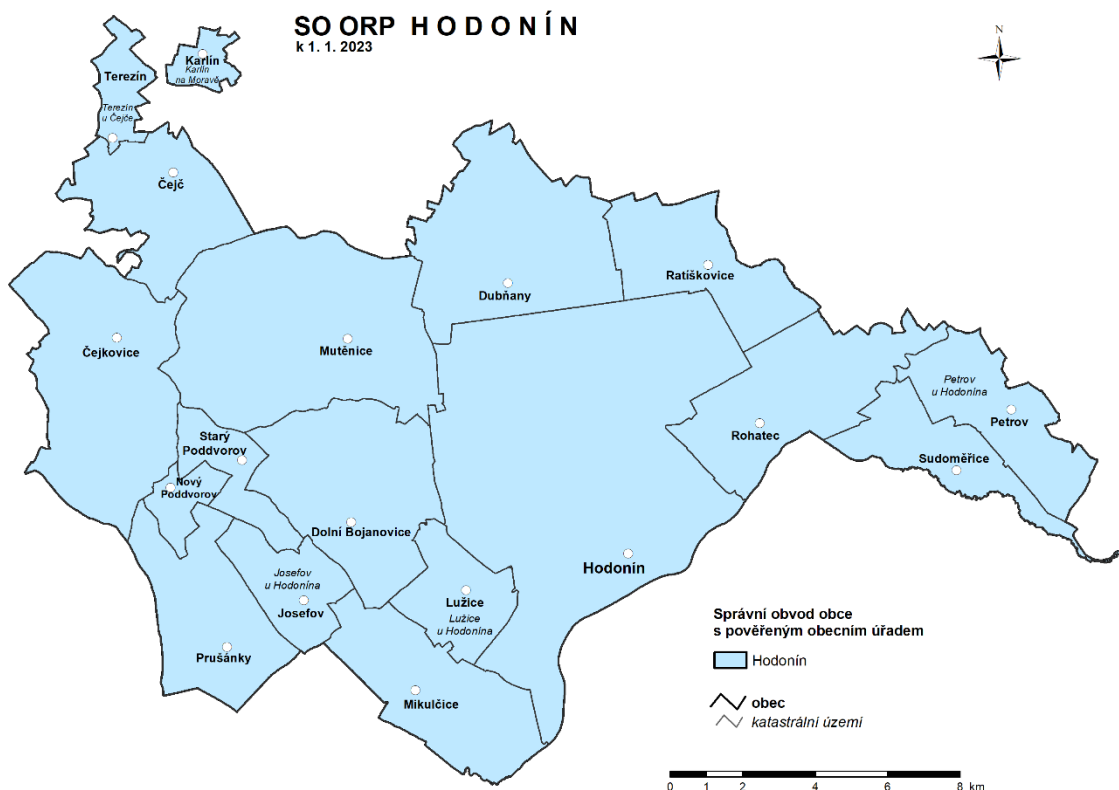 SO ORP HODONÍN
k 1. 1. 2023
N
Karlín
Karlín
na Moravě
Terezín
Terezín
u Čejče
Čejč
Ratíškovice
Dubňany
Mutěnice
Čejkovice
Petrov
u Hodonína
Petrov
Rohatec
Starý
Poddvorov
Sudoměřice
Nový
Poddvorov
Dolní Bojanovice
Hodonín
Josefov
u Hodonína
Josefov
Lužice
Lužice
u Hodonína
Prušánky
Mikulčice
Správní obvod obce
s pověřeným obecním úřadem
Hodonín
obec
katastrální území
0 1 2 4 6 8 km